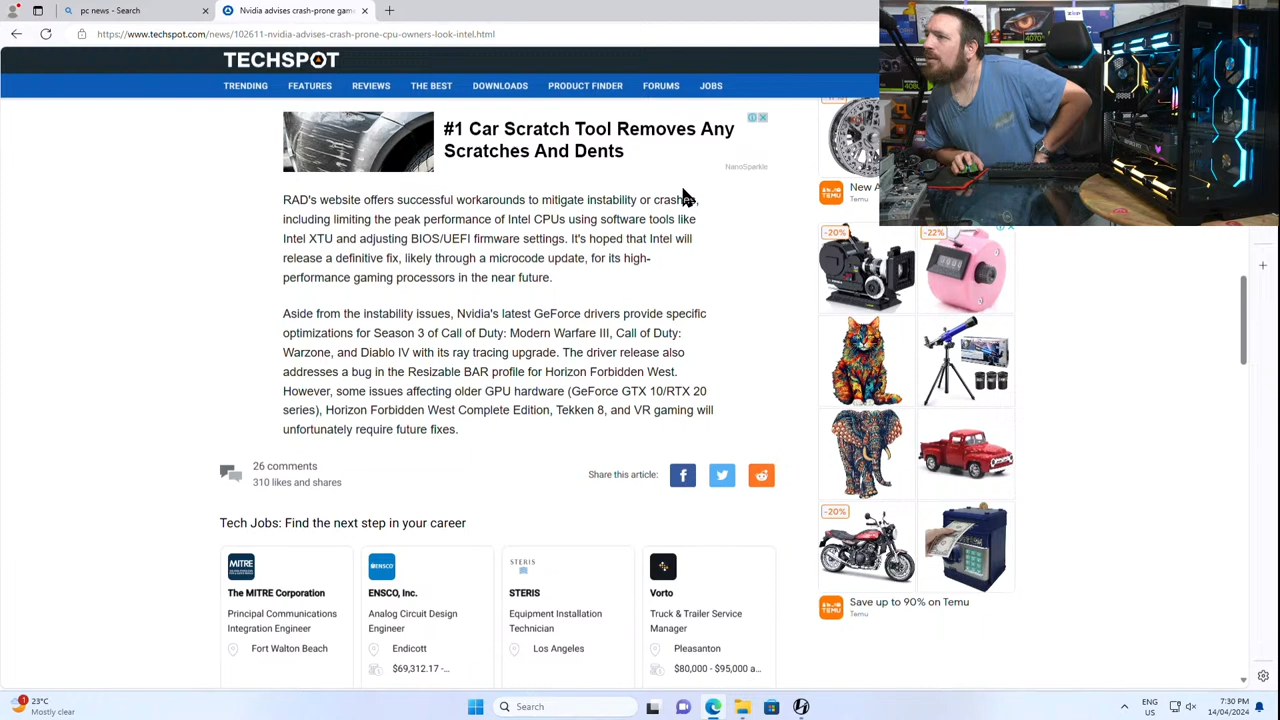 pc news - Search
Nvidia advises crash-prone gam
https://www.techspot.com/news/102611-nvidia-advises-crash-prone-cpu-owners-look-intel.html
TECHSPOT
TRENDING FEATURES REVIEWS THE BEST DOWNLOADS PRODUCT FINDER FORUMS JOBS
#1 Car Scratch Tool Removes Any
Scratches And Dents
NanoSparkle
RAD's website offers successful workarounds to mitigate instability or crashes,
including limiting the peak performance of Intel CPUs using software tools like
Intel XTU and adjusting BIOS/UEFI firmware settings. It's hoped that Intel will
release a definitive fix, likely through a microcode update, for its high-
performance gaming processors in the near future.
Aside from the instability issues, Nvidia's latest GeForce drivers provide specific
optimizations for Season 3 of Call of Duty: Modern Warfare III, Call of Duty:
Warzone, and Diablo IV with its ray tracing upgrade. The driver release also
addresses a bug in the Resizable BAR profile for Horizon Forbidden West.
However, some issues affecting older GPU hardware (GeForce GTX 10/RTX 20
series), Horizon Forbidden West Complete Edition, Tekken 8, and VR gaming will
unfortunately require future fixes.
26 comments
310 likes and shares
Share this article:
Tech Jobs: Find the next step in your career
MITRE
The MITRE Corporation
Principal Communications
Integration Engineer
Fort Walton Beach
ENSCO
ENSCO, Inc.
Analog Circuit Design
Engineer
Endicott
$69,312.17 -...
STERIS
STERIS
Equipment Installation
Technician
Los Angeles
Vorto
Truck & Trailer Service
Manager
Pleasanton
$80,000 - $95,000 a...
New A
Temu
-20%
-22%
-20%
TEMU
Save up to 90% on Temu
Temu
GIGABYTE
1
23°C
Mostly clear
Search
ENG
US
7:30 PM
14/04/2024